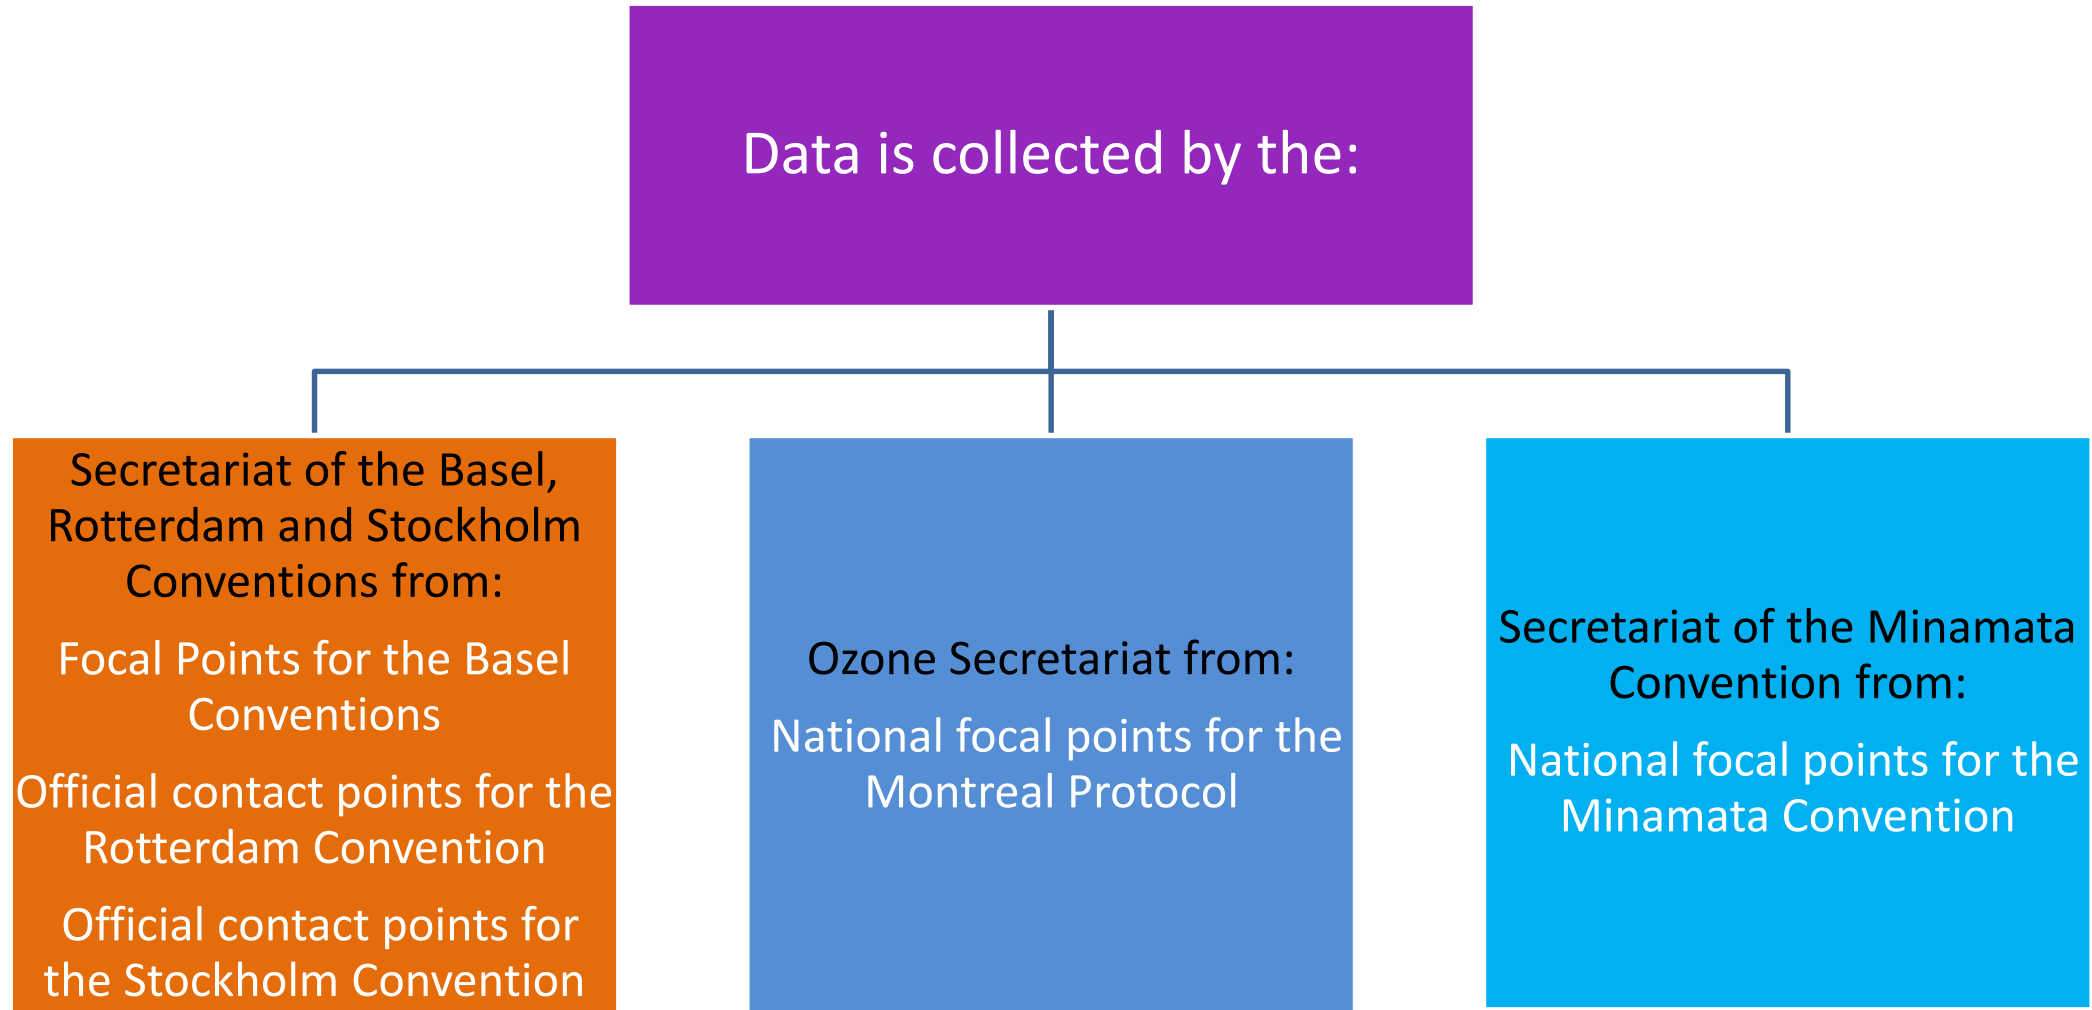 Data is collected by the:
Secretariat of the Basel,
Rotterdam and Stockholm
Conventions from:
Focal Points for the Basel
Conventions
Official contact points for the
Rotterdam Convention
Official contact points for
the Stockholm Convention
Ozone Secretariat from:
National focal points for the
Montreal Protocol
Secretariat of the Minamata
Convention from:
National focal points for the
Minamata Convention